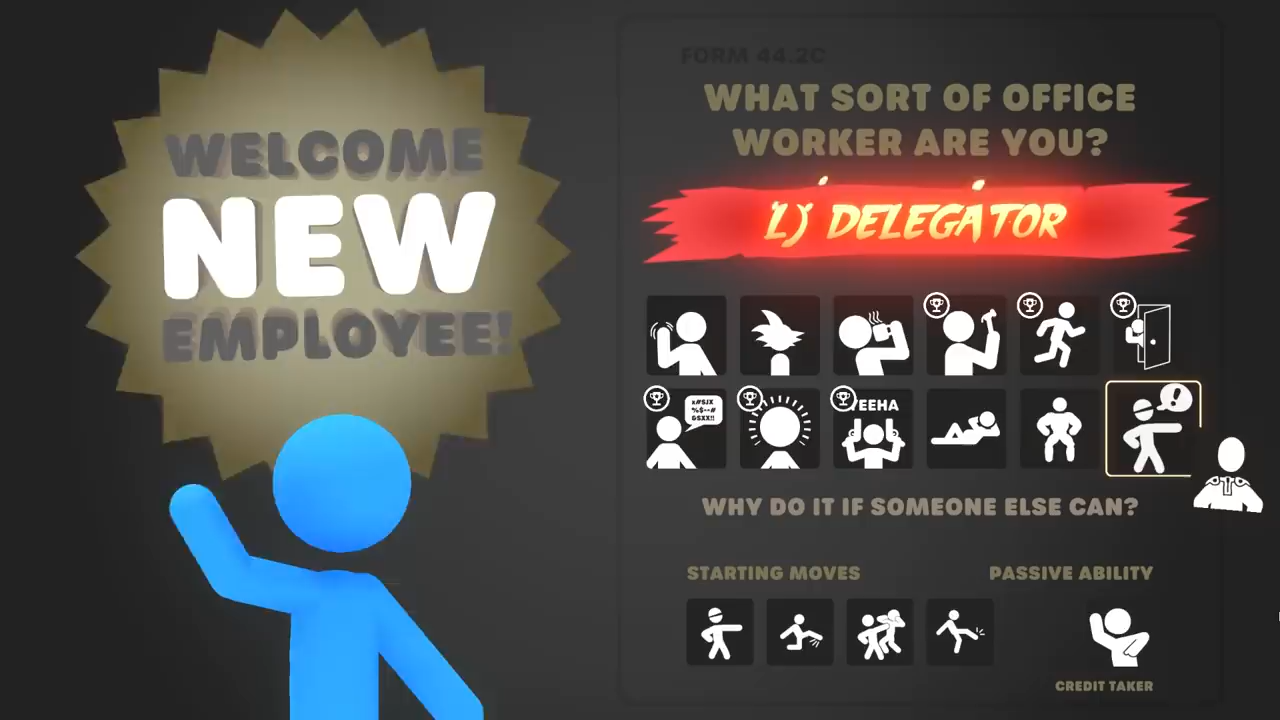 WELCOME
NEW
EMPLOYEE!
FORM 44.2C
WHAT SORT OF OFFICE
WORKER ARE YOU?
DELEGATOR
X#$JX
YEEHA
WHY DO IT IF SOMEONE ELSE CAN?
STARTING MOVES
PASSIVE ABILITY
CREDIT TAKER